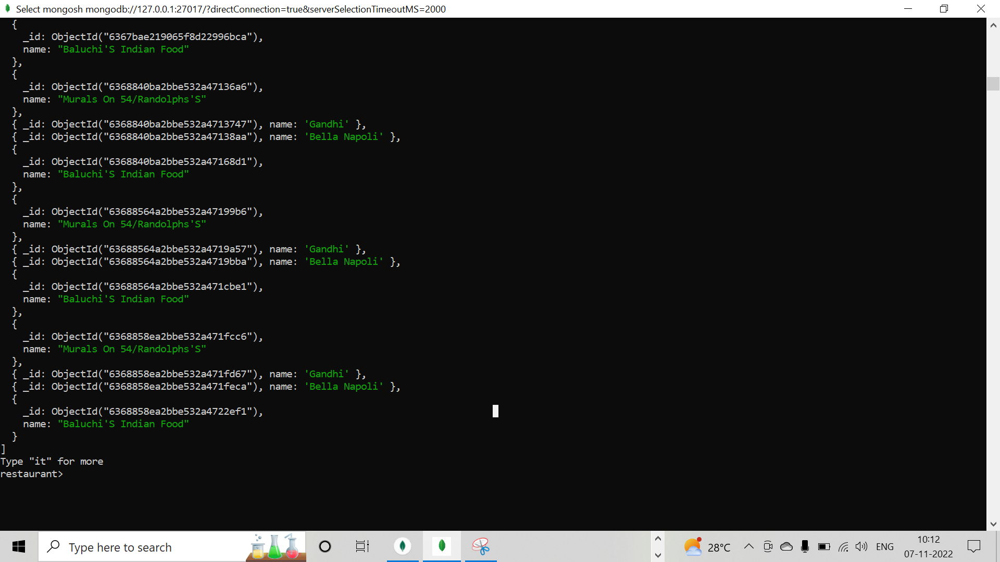 Select mongosh mongodb://127.0.0.1:27017/?directConnection=true&serverSelectionTimeoutMS=2000
{
_id: ObjectId("6367bae219065f8d22996bca"),
name: "Baluchi'S Indian Food"
},
{
_id: ObjectId("6368840ba2bbe532a47136a6"),
name: "Murals On 54/Randolphs'S"
},
{ _id: ObjectId("6368840ba2bbe532a4713747"), name: 'Gandhi' },
{ _id: ObjectId("6368840ba2bbe532a47138aa"), name: 'Bella Napoli' },
{
_id: ObjectId("6368840ba2bbe532a47168d1"),
name: "Baluchi'S Indian Food"
},
{
_id: ObjectId("63688564a2bbe532a47199b6"),
name: "Murals On 54/Randolphs'S"
},
{ _id: ObjectId("63688564a2bbe532a4719a57"), name: 'Gandhi' },
{ _id: ObjectId("63688564a2bbe532a4719bba"), name: 'Bella Napoli' },
{
_id: ObjectId("63688564a2bbe532a471cbe1"),
name: "Baluchi'S Indian Food"
},
{
_id: ObjectId("6368858ea2bbe532a471fcc6"),
name: "Murals On 54/Randolphs'S"
},
{ _id: ObjectId("6368858ea2bbe532a471fd67"), name: 'Gandhi' },
{ _id: ObjectId("6368858ea2bbe532a471feca"), name: 'Bella Napoli' },
{
_id: ObjectId("6368858ea2bbe532a4722ef1"),
name: "Baluchi'S Indian Food"
}
]
Type "it" for more
restaurant>
Type here to search
28°C
ENG
10:12
07-11-2022